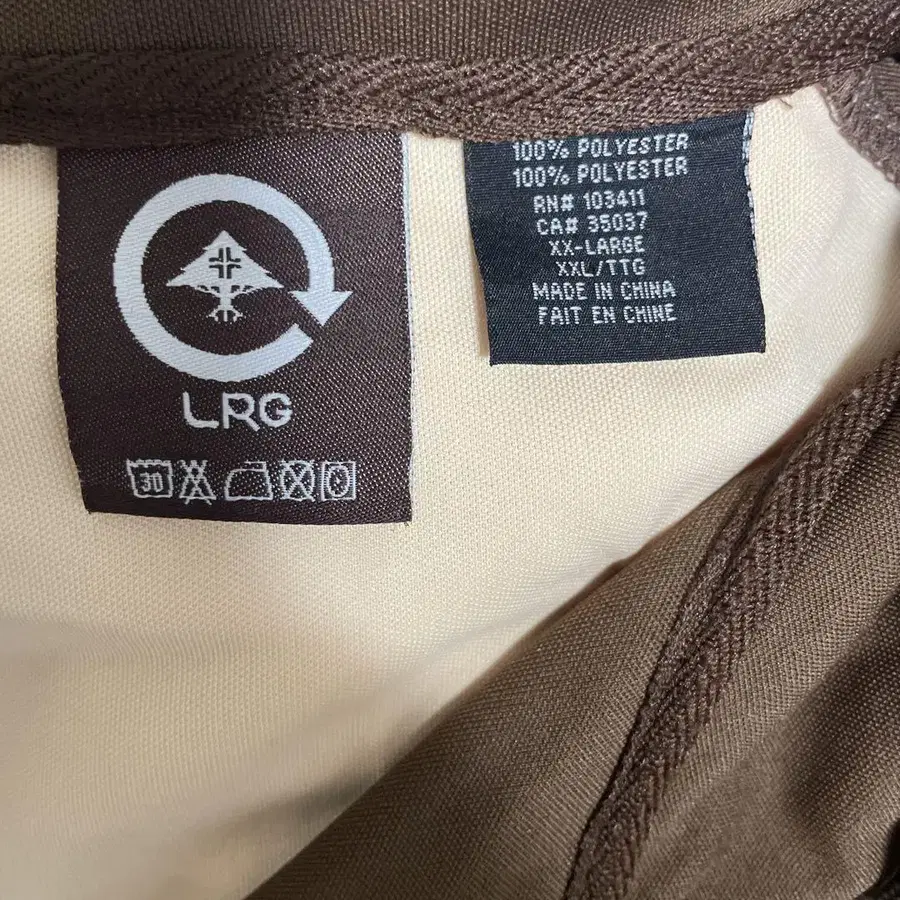 LRG
30
100% POLYESTER
100% POLYESTER
RN# 103411
CA# 35037
XX-LARGE
XXL/TTG
MADE IN CHINA
FAIT EN CHINE